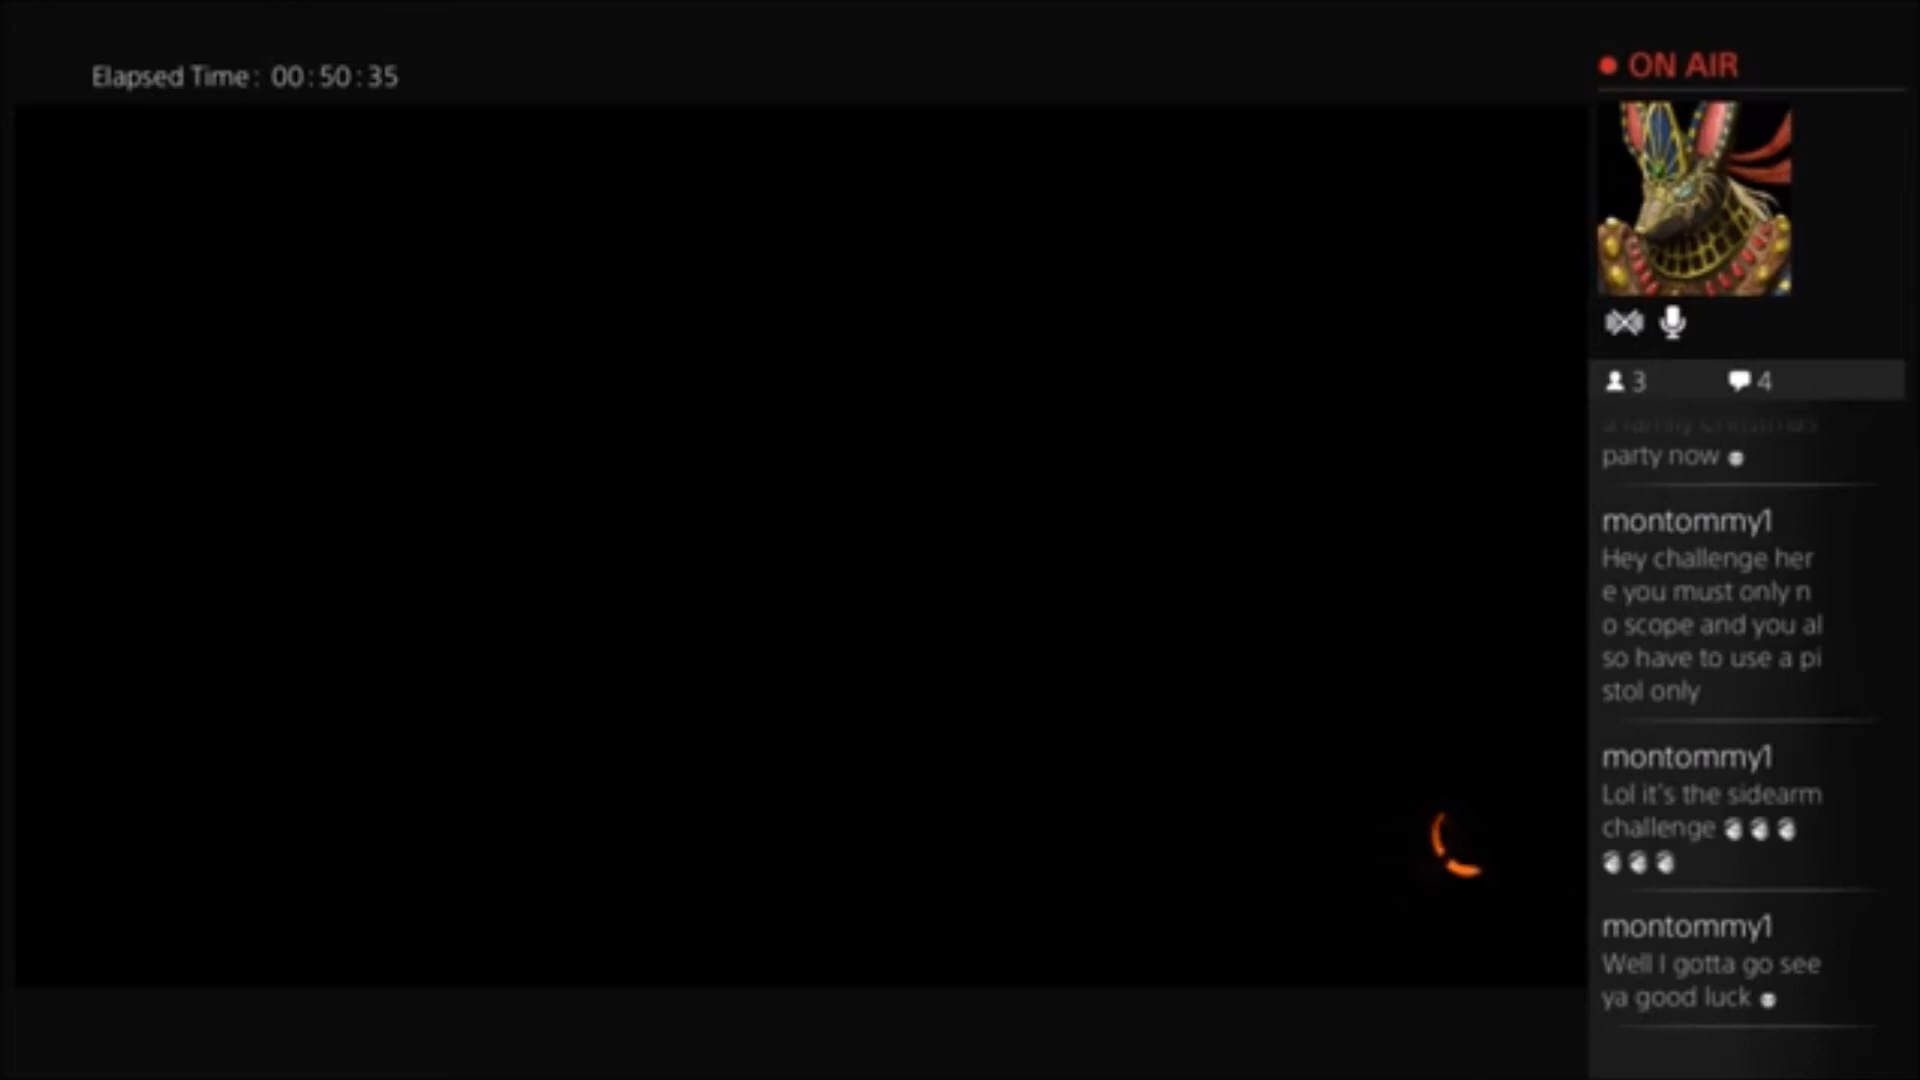 Elapsed Time: 00:50:35
ON AIR
3
4
a family Christmas
party now
montommy1
Hey challenge her
e you must only n
o scope and you al
so have to use a pi
stol only
montommy1
Lol it's the sidearm
challenge
montommy1
Well I gotta go see
ya good luck